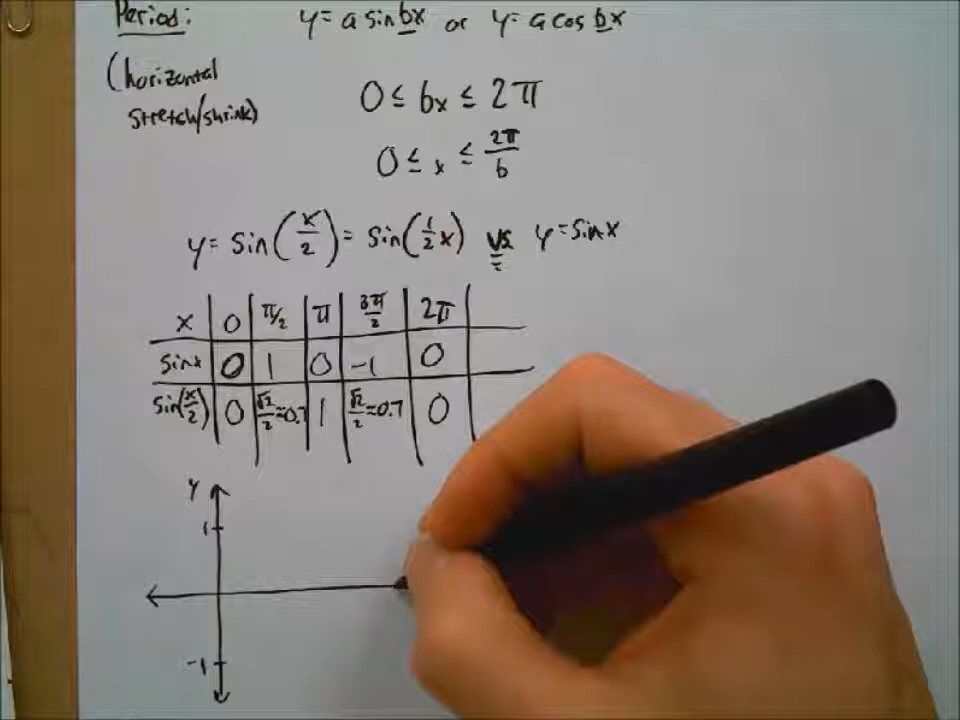 Period: y = a sin bx or y = a cos bx
(horizontal
stretch/shrink)
0 ≤ bx ≤ 2π
0 ≤ x ≤ 2π/b
y = sin(x/2) = sin(1/2 x) vs y = sin x
x 0 π/2 π 3π/2 2π
sin x 0 1 0 -1 0
sin(x/2) 0 √2/2 ≈ 0.7 1 √2/2 ≈ 0.7 0
y
1
-1